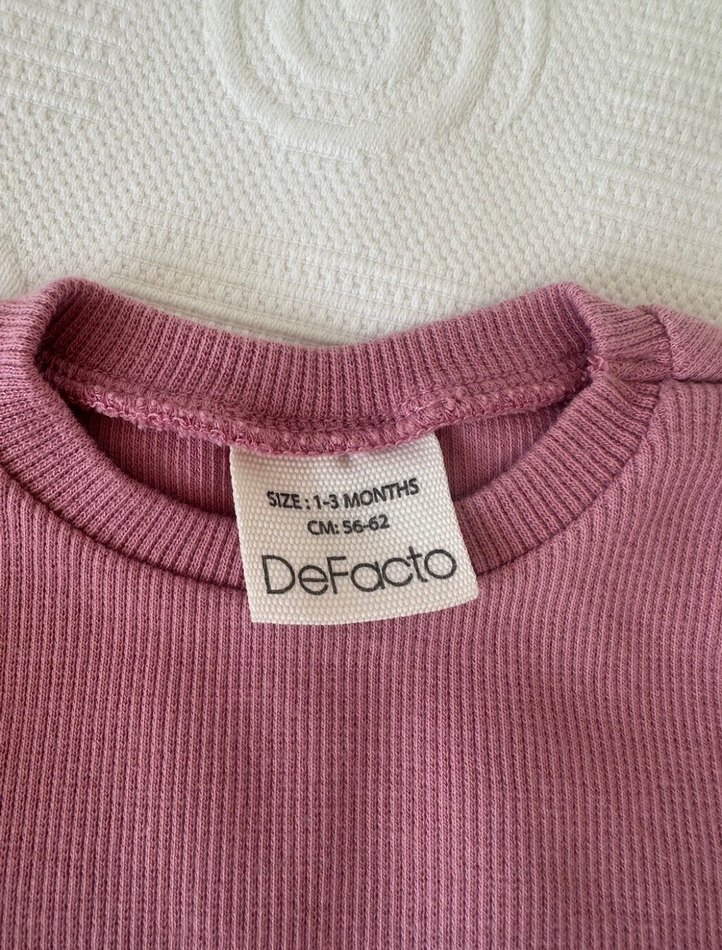 SIZE : 1-3 MONTHS
CM: 56-62
DeFacto